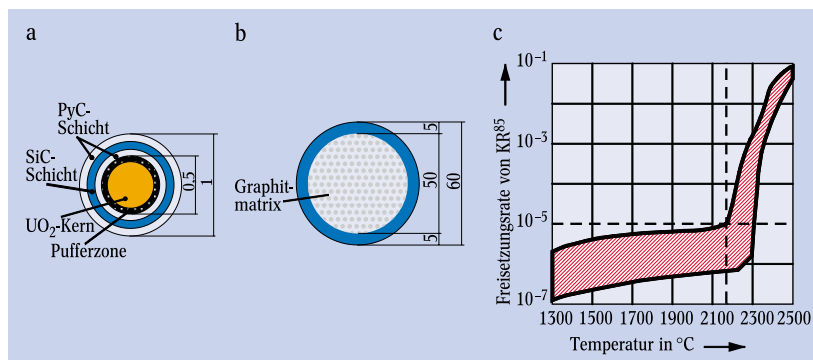 a
PyC-
Schicht
SiC-
Schicht
UO₂-Kern
Pufferzone
0,5
1
b
Graphit-
matrix
5
50
5
60
c
Freisetzungsrate von KR⁸⁵
10⁻¹
10⁻³
10⁻⁵
10⁻⁷
1300 1500 1700 1900 2100 2300 2500
Temperatur in °C